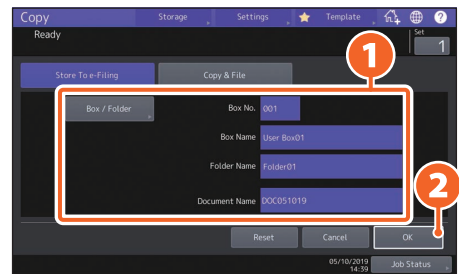 Copy Storage Settings Template ?
Ready Set
1
1
Store To e-Filing Copy & File
Box / Folder Box No. 001
Box Name User Box01
Folder Name Folder01
2
Document Name DOC051019
Reset Cancel OK
05/10/2019 Job Status
14:39